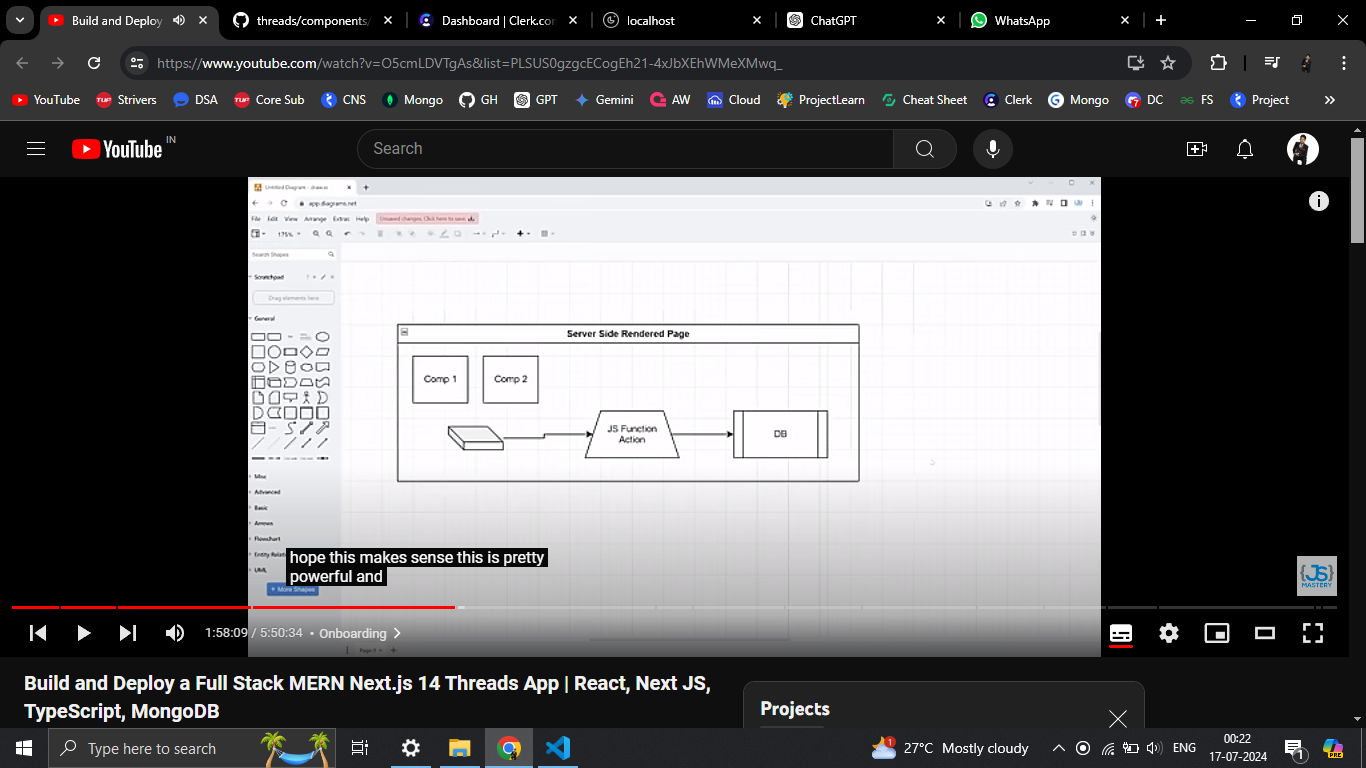 Build and Deploy
threads/components/
Dashboard | Clerk.com
localhost
ChatGPT
WhatsApp
https://www.youtube.com/watch?v=O5cmLDVTgAs&list=PLSUS0gzgcECogEh21-4xJbXEhWMeXMwq_
YouTube
Strivers
DSA
Core Sub
CNS
Mongo
GH
GPT
Gemini
AW
Cloud
ProjectLearn
Cheat Sheet
Clerk
Mongo
DC
FS
Project
YouTube IN
Search
Untitled Diagram - draw.io
app.diagrams.net
File Edit View Arrange Extras Help Unsaved changes. Click here to save.
175%
Search Shapes
Scratchpad
Drag elements here
General
Server Side Rendered Page
Comp 1
Comp 2
JS Function
Action
DB
Misc
Advanced
Basic
Arrows
Flowchart
Entity Relati
UML
+ More Shapes
hope this makes sense this is pretty
powerful and
JS
MASTERY
1:58:09 / 5:50:34 • Onboarding
Build and Deploy a Full Stack MERN Next.js 14 Threads App | React, Next JS,
TypeScript, MongoDB
Projects
Type here to search
1
27°C Mostly cloudy
ENG
00:22
17-07-2024
1
PRE